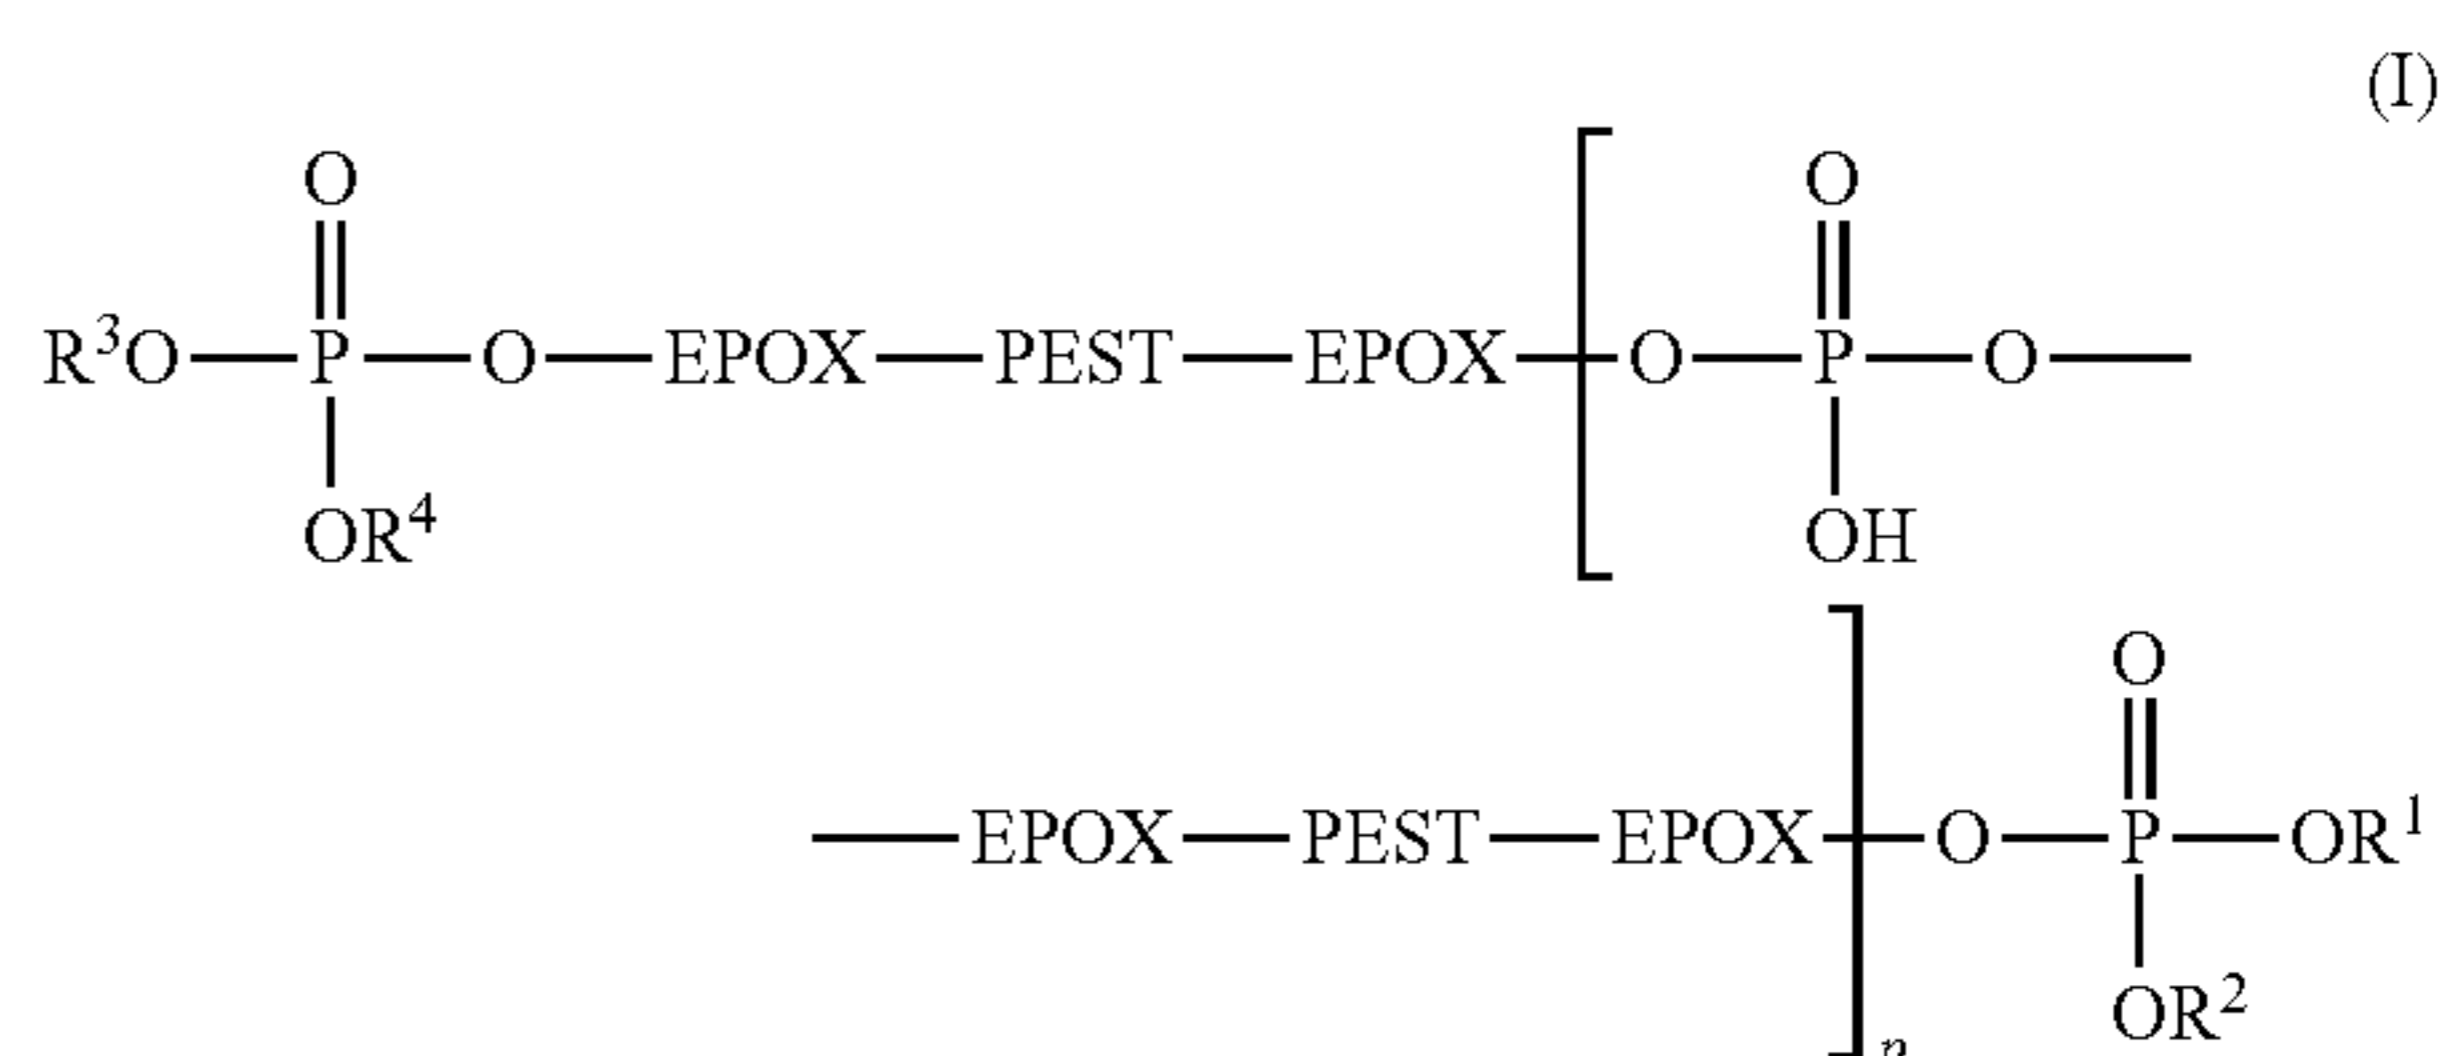 (I)
O O
R³O P O EPOX PEST EPOX O P O
OR⁴ OH
O
EPOX PEST EPOX O P OR¹
n OR²